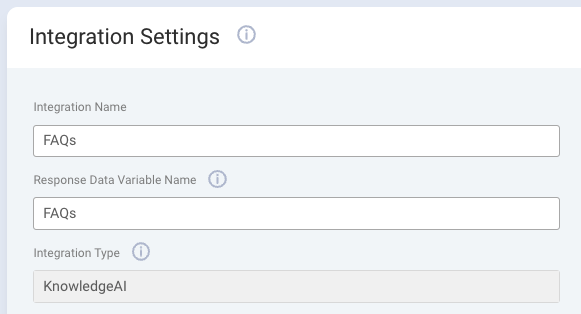 Integration Settings
Integration Name
FAQs
Response Data Variable Name
FAQs
Integration Type
KnowledgeAI